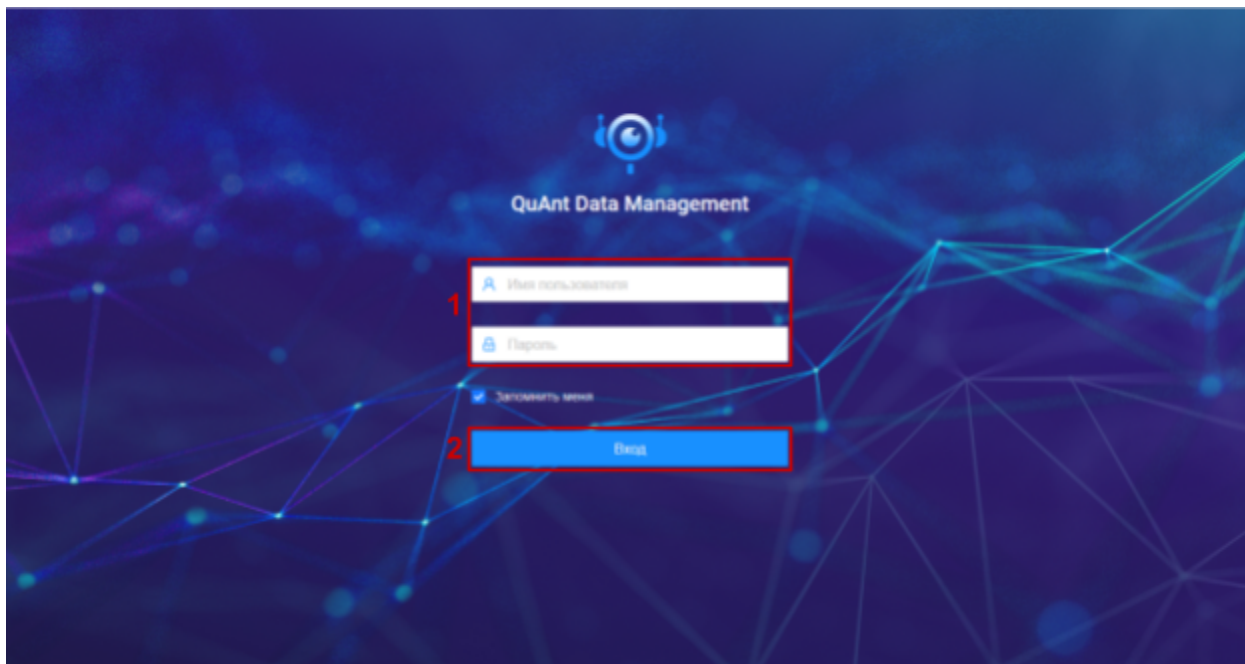 QuAnt Data Management
1
Имя пользователя
Пароль
Запомнить меня
2 Вход